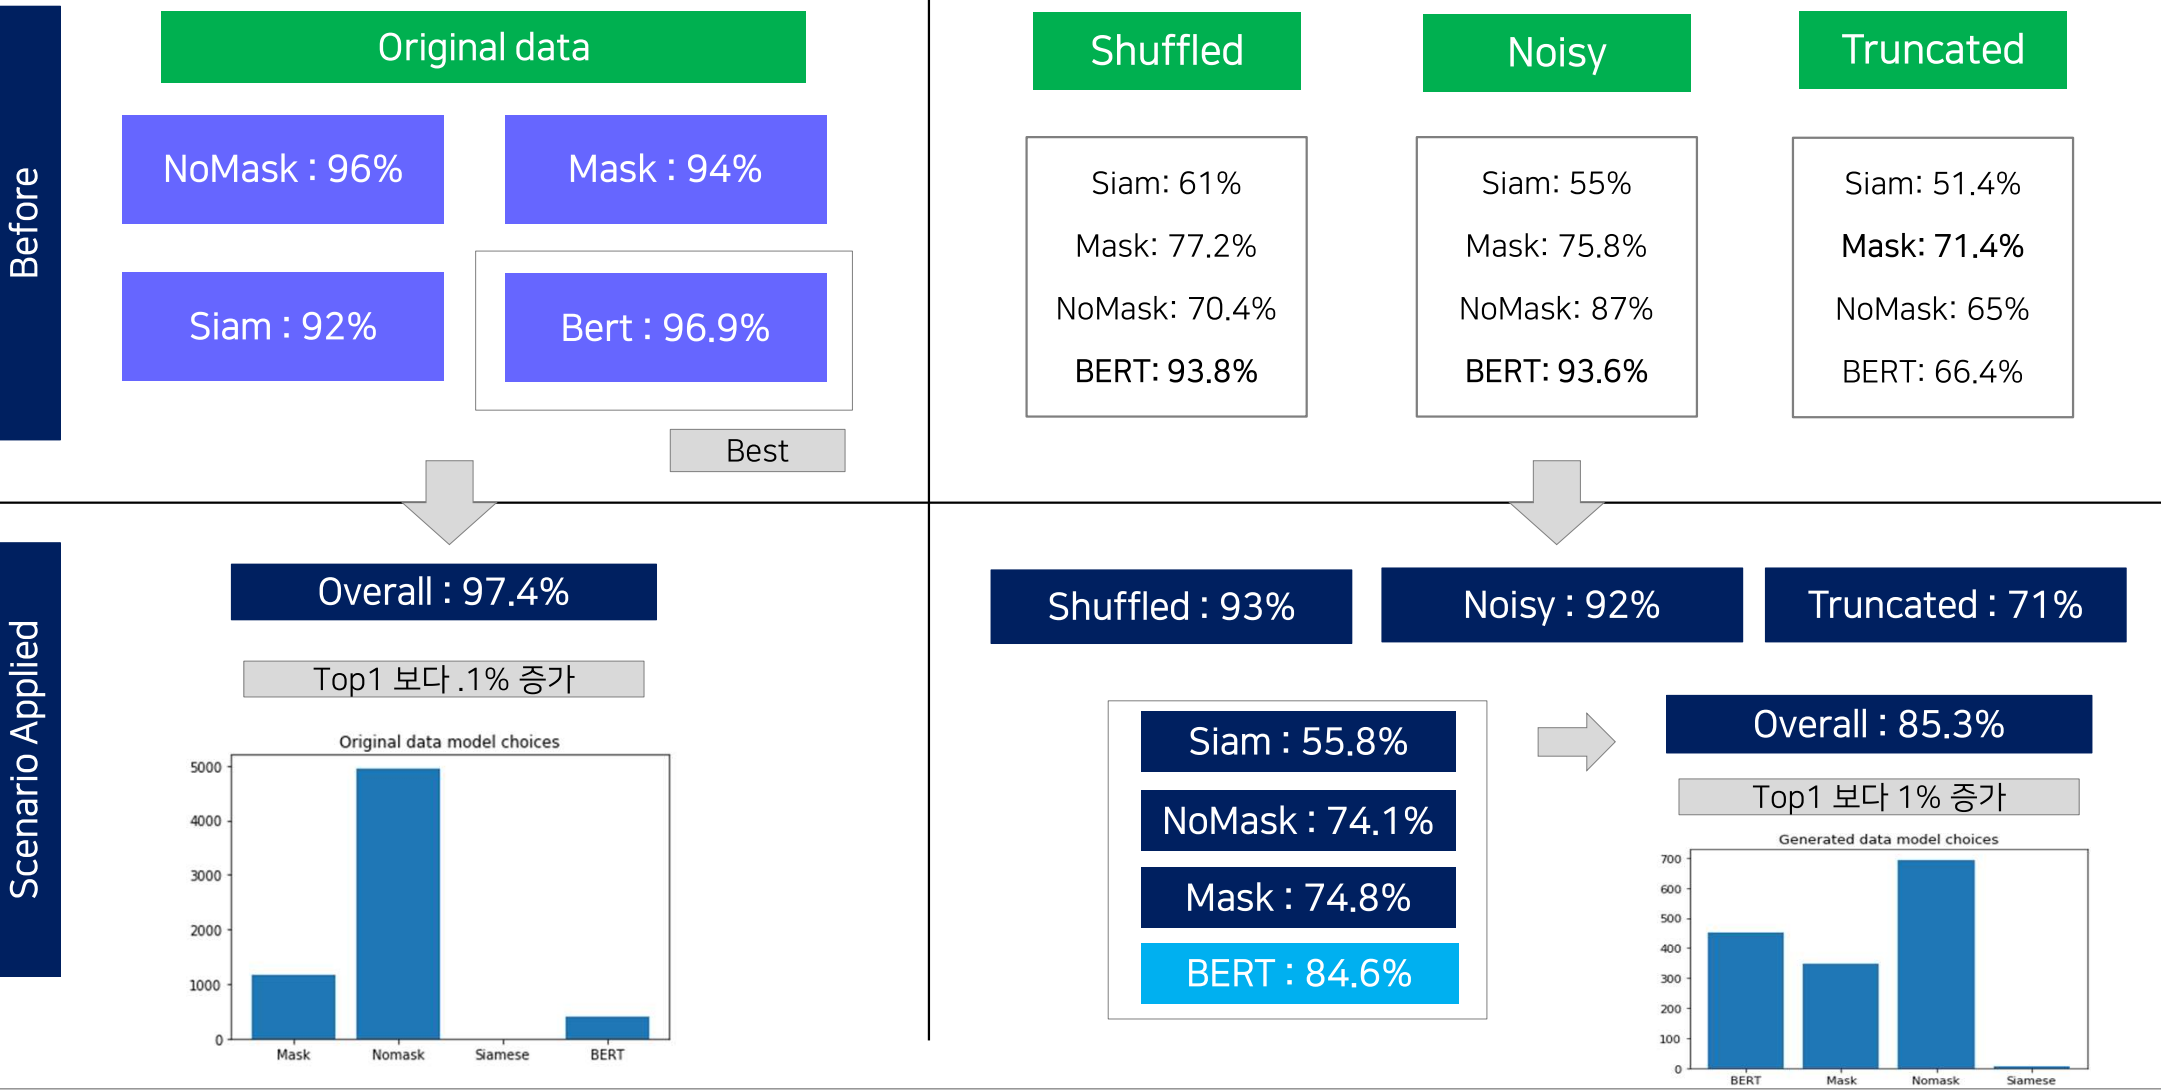 Before
Original data
NoMask : 96%
Mask : 94%
Siam : 92%
Bert : 96.9%
Best
Shuffled
Siam: 61%
Mask: 77.2%
NoMask: 70.4%
BERT: 93.8%
Noisy
Siam: 55%
Mask: 75.8%
NoMask: 87%
BERT: 93.6%
Truncated
Siam: 51.4%
Mask: 71.4%
NoMask: 65%
BERT: 66.4%
Scenario Applied
Overall : 97.4%
Top1 보다 .1% 증가
Original data model choices
5000
4000
3000
2000
1000
0
Mask Nomask Siamese BERT
Shuffled : 93%
Noisy : 92%
Truncated : 71%
Siam : 55.8%
NoMask : 74.1%
Mask : 74.8%
BERT : 84.6%
Overall : 85.3%
Top1 보다 1% 증가
Generated data model choices
700
600
500
400
300
200
100
0
BERT Mask Nomask Siamese